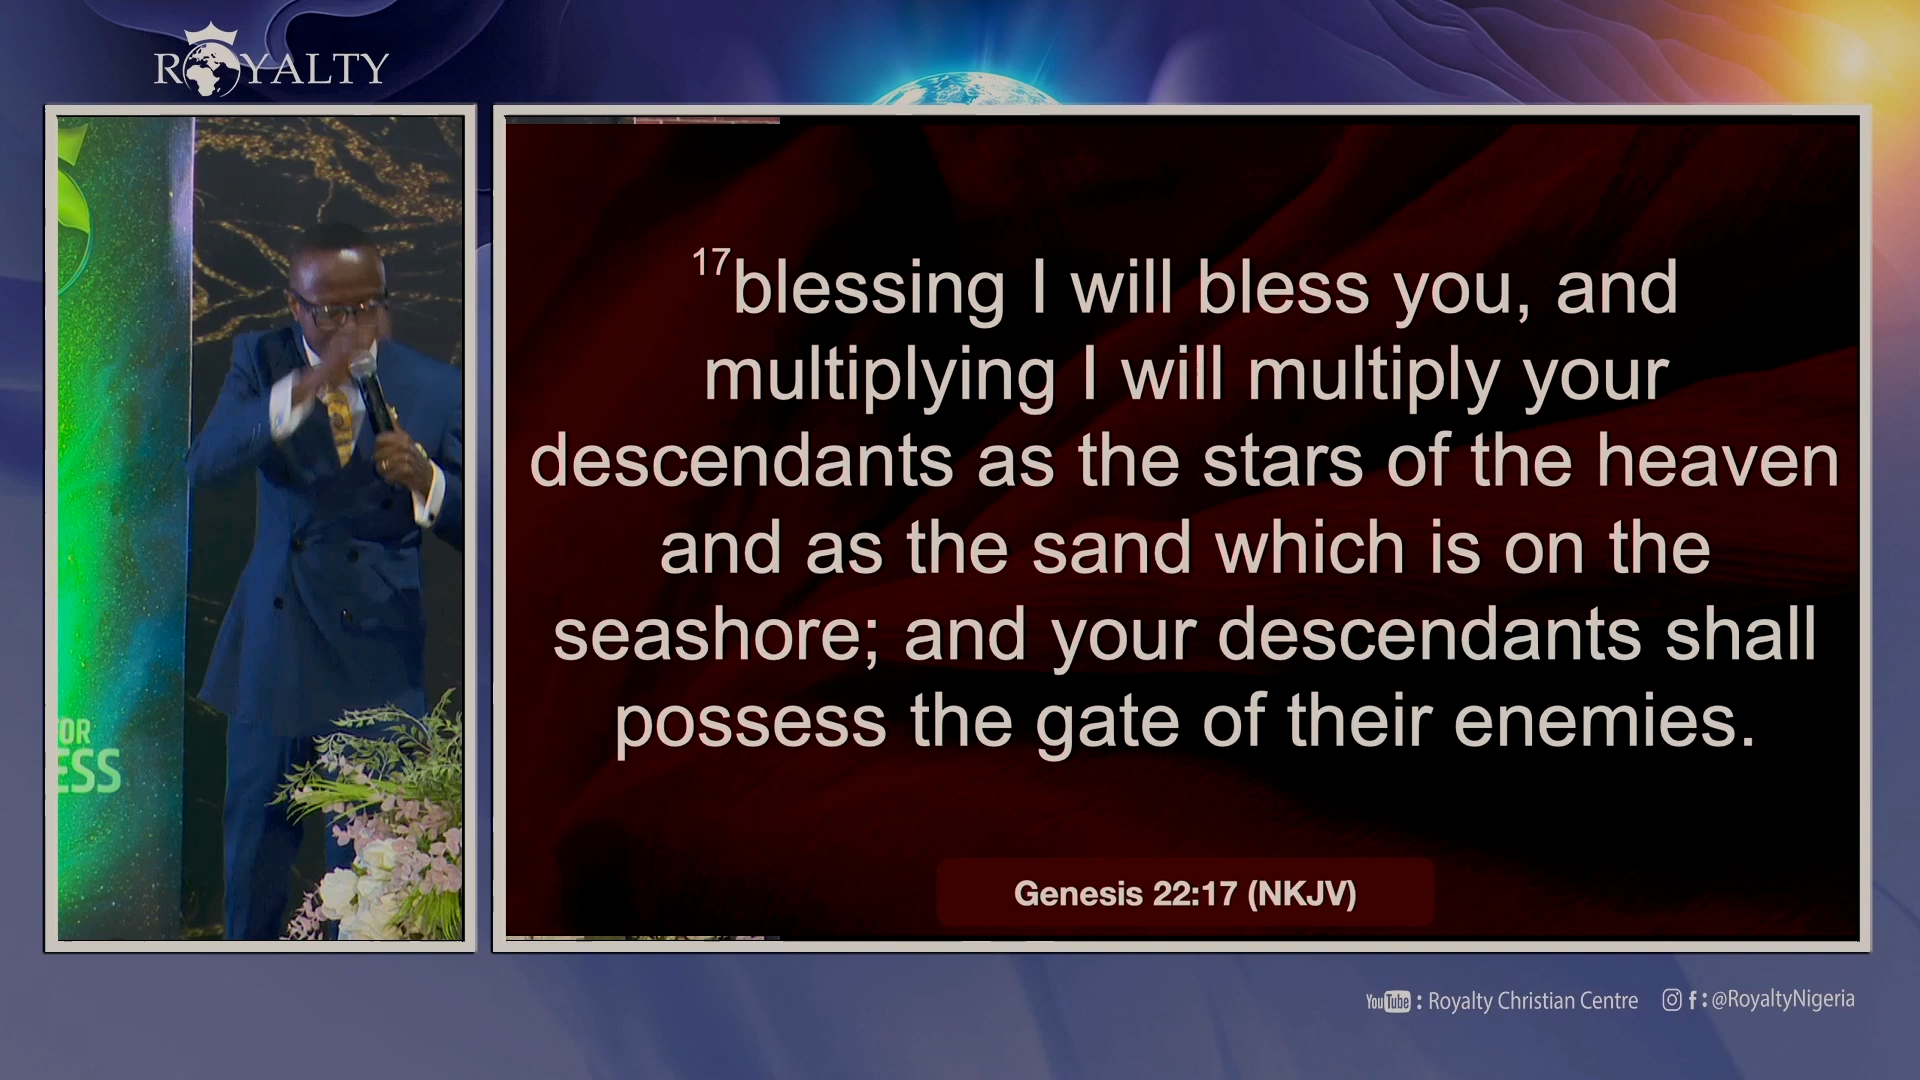 ROYALTY
17blessing I will bless you, and
multiplying I will multiply your
descendants as the stars of the heaven
and as the sand which is on the
seashore; and your descendants shall
possess the gate of their enemies.
Genesis 22:17 (NKJV)
OR
ESS
YouTube : Royalty Christian Centre f : @RoyaltyNigeria